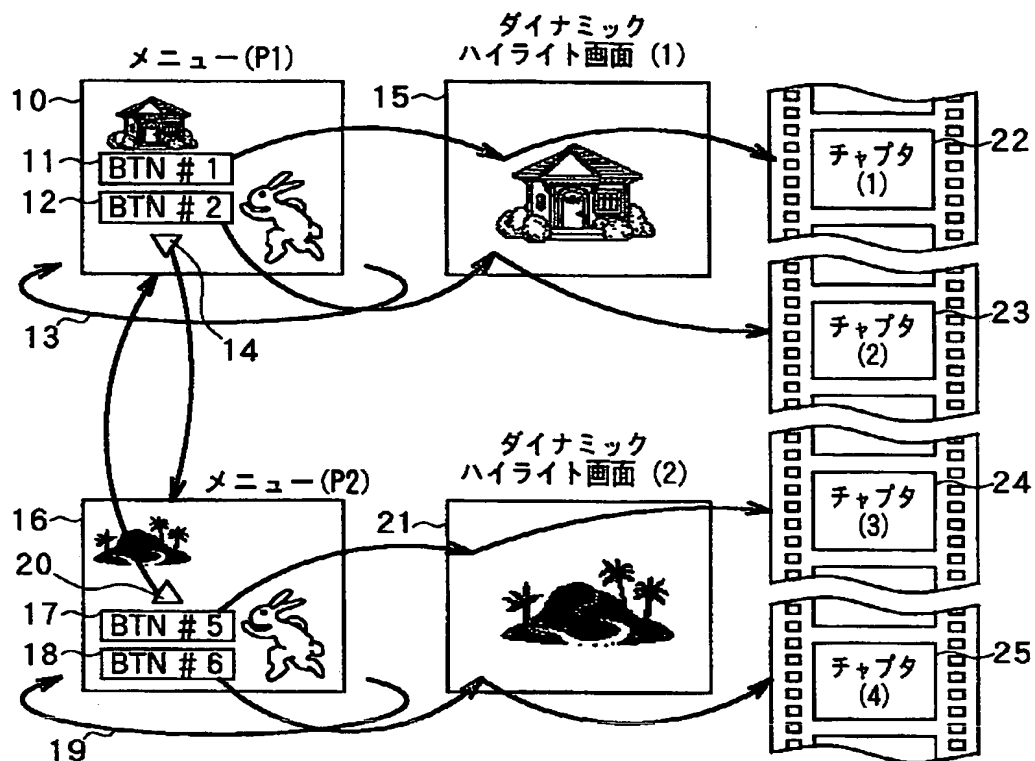 メニュー(P1)
ダイナミック
ハイライト画面 (1)
10
15
11
BTN # 1
12
BTN # 2
13
14
チャプタ
(1)
22
チャプタ
(2)
23
メニュー(P2)
ダイナミック
ハイライト画面 (2)
16
21
20
17
BTN # 5
18
BTN # 6
19
チャプタ
(3)
24
チャプタ
(4)
25